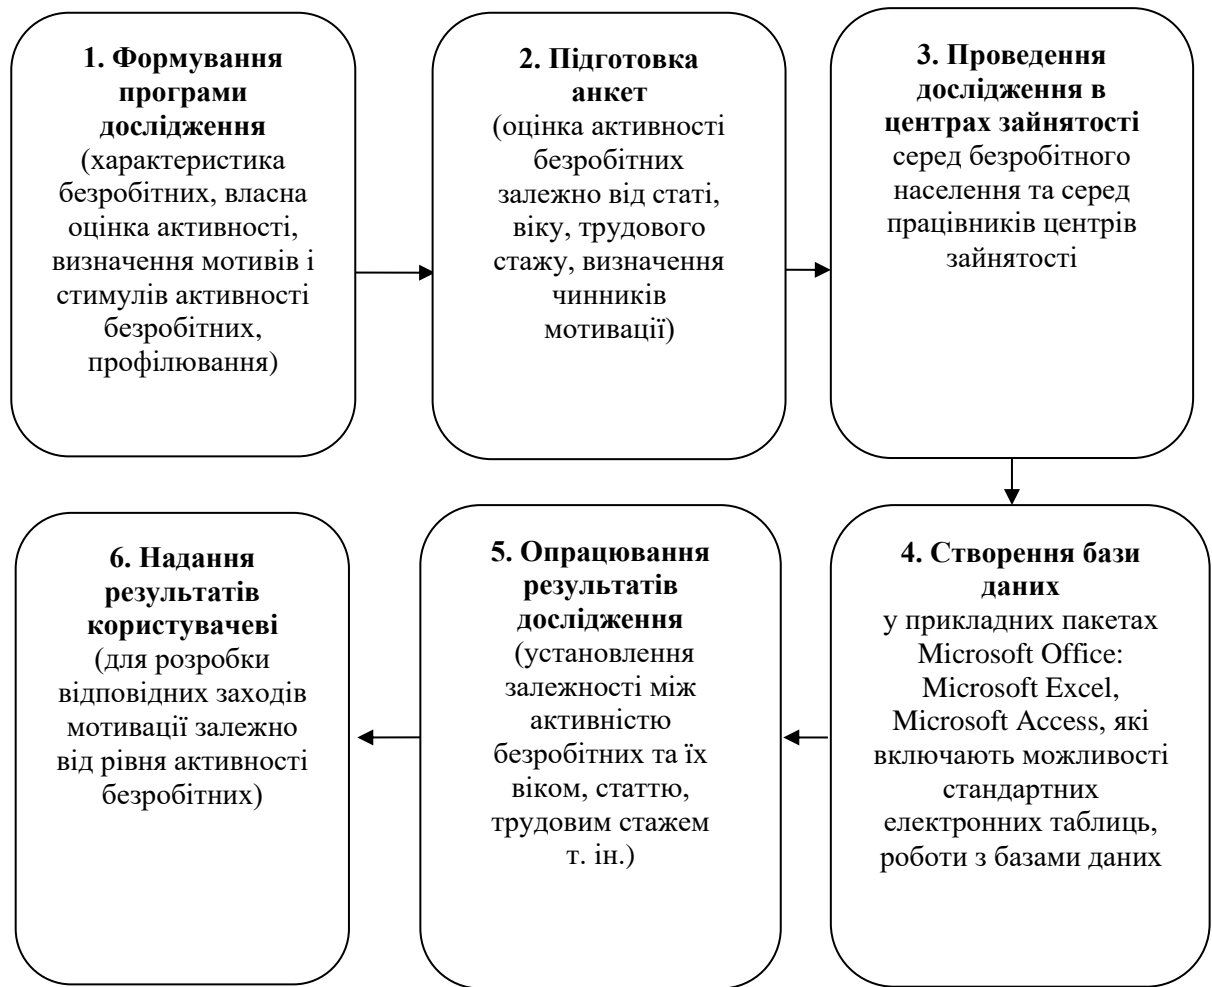 1. Формування
програми
дослідження
(характеристика
безробітних, власна
оцінка активності,
визначення мотивів і
стимулів активності
безробітних,
профілювання)
2. Підготовка
анкет
(оцінка активності
безробітних
залежно від статі,
віку, трудового
стажу, визначення
чинників
мотивації)
3. Проведення
дослідження в
центрах зайнятості
серед безробітного
населення та серед
працівників центрів
зайнятості
4. Створення бази
даних
у прикладних пакетах
Microsoft Office:
Microsoft Excel,
Microsoft Access, які
включають можливості
стандартних
електронних таблиць,
роботи з базами даних
5. Опрацювання
результатів
дослідження
(установлення
залежності між
активністю
безробітних та їх
віком, статтю,
трудовим стажем
т. ін.)
6. Надання
результатів
користувачеві
(для розробки
відповідних заходів
мотивації залежно
від рівня активності
безробітних)